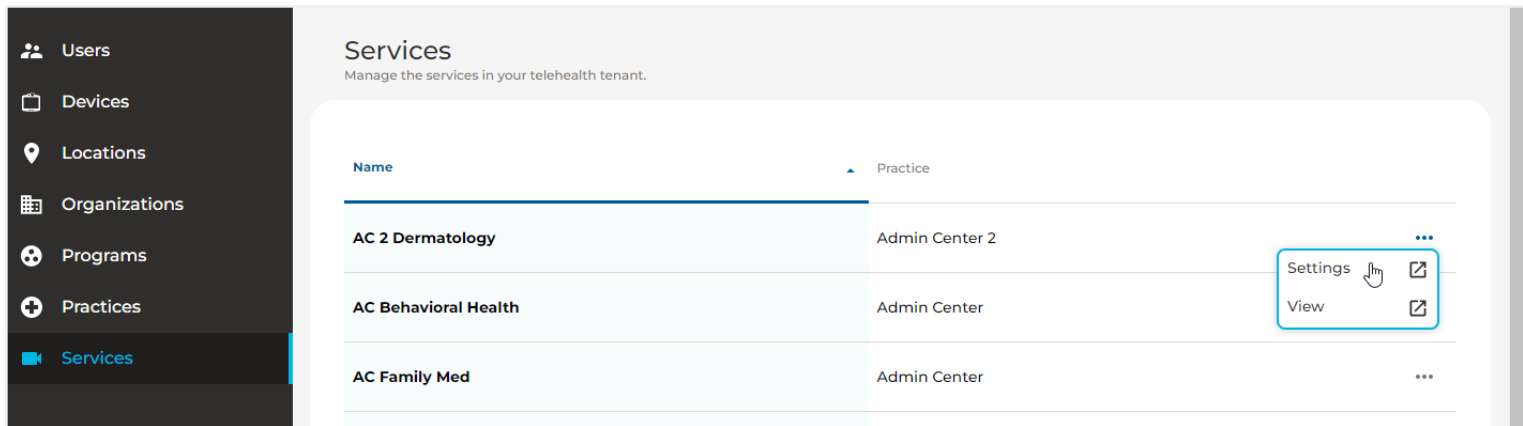 Users
Devices
Locations
Organizations
Programs
Practices
Services
Services
Manage the services in your telehealth tenant.
Name Practice
AC 2 Dermatology Admin Center 2
Settings
View
AC Behavioral Health Admin Center
AC Family Med Admin Center